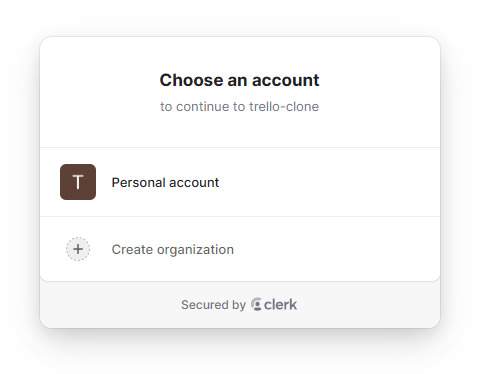 Choose an account
to continue to trello-clone
T
Personal account
Create organization
Secured by clerk